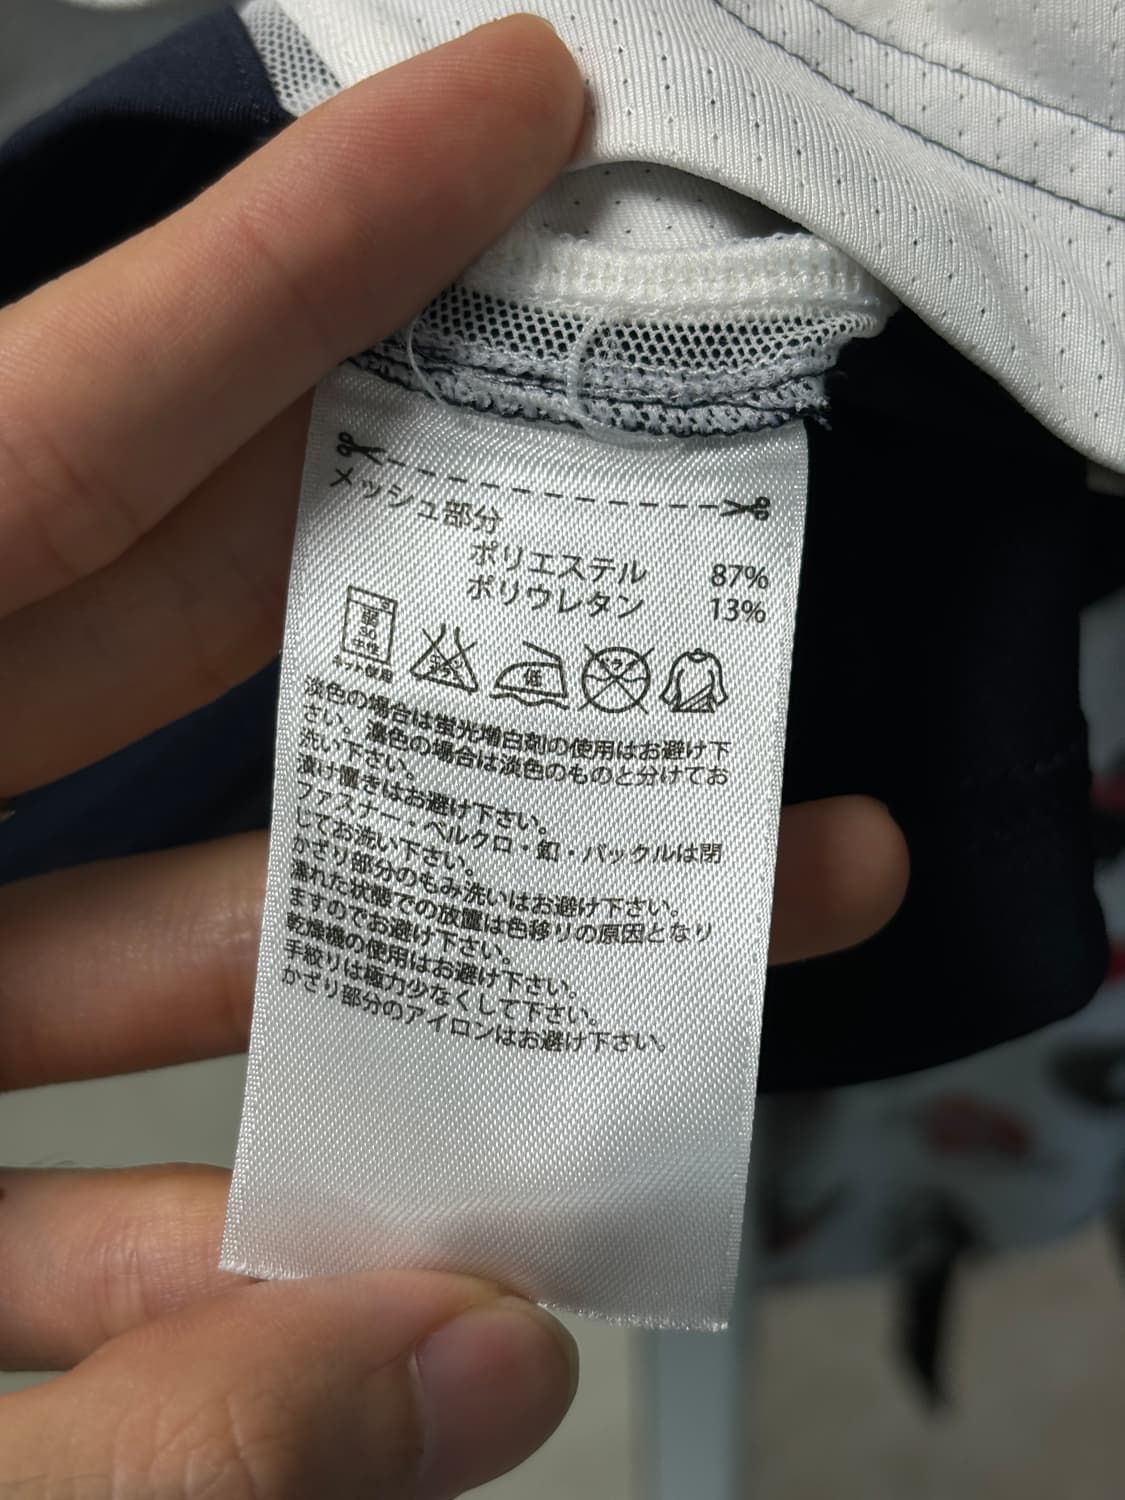 メッシュ部分
ポリエステル 87%
ポリウレタン 13%
弱
30
中性
ネット使用
エンソ
低
ドライ
淡色の場合は蛍光増白剤の使用はお避け下
さい。濃色の場合は淡色のものと分けてお
洗い下さい。
漬け置きはお避け下さい。
ファスナー・ベルクロ・釦・バックルは閉
じてお洗い下さい。
かざり部分のもみ洗いはお避け下さい。
濡れた状態での放置は色移りの原因となり
ますのでお避け下さい。
乾燥機の使用はお避け下さい。
手絞りは極力少なくして下さい。
かざり部分のアイロンはお避け下さい。